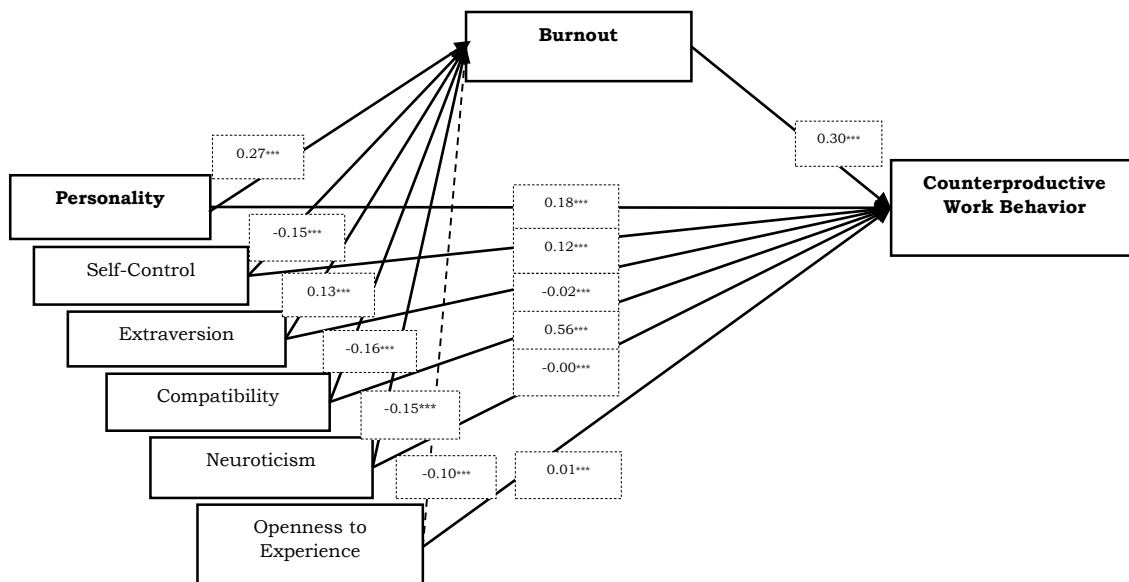 Burnout
0.27***
0.30***
Personality
Counterproductive
Work Behavior
0.18***
-0.15***
Self-Control
0.12***
0.13***
-0.02***
Extraversion
0.56***
-0.16***
-0.00***
Compatibility
-0.15***
Neuroticism
-0.10***
0.01***
Openness to
Experience